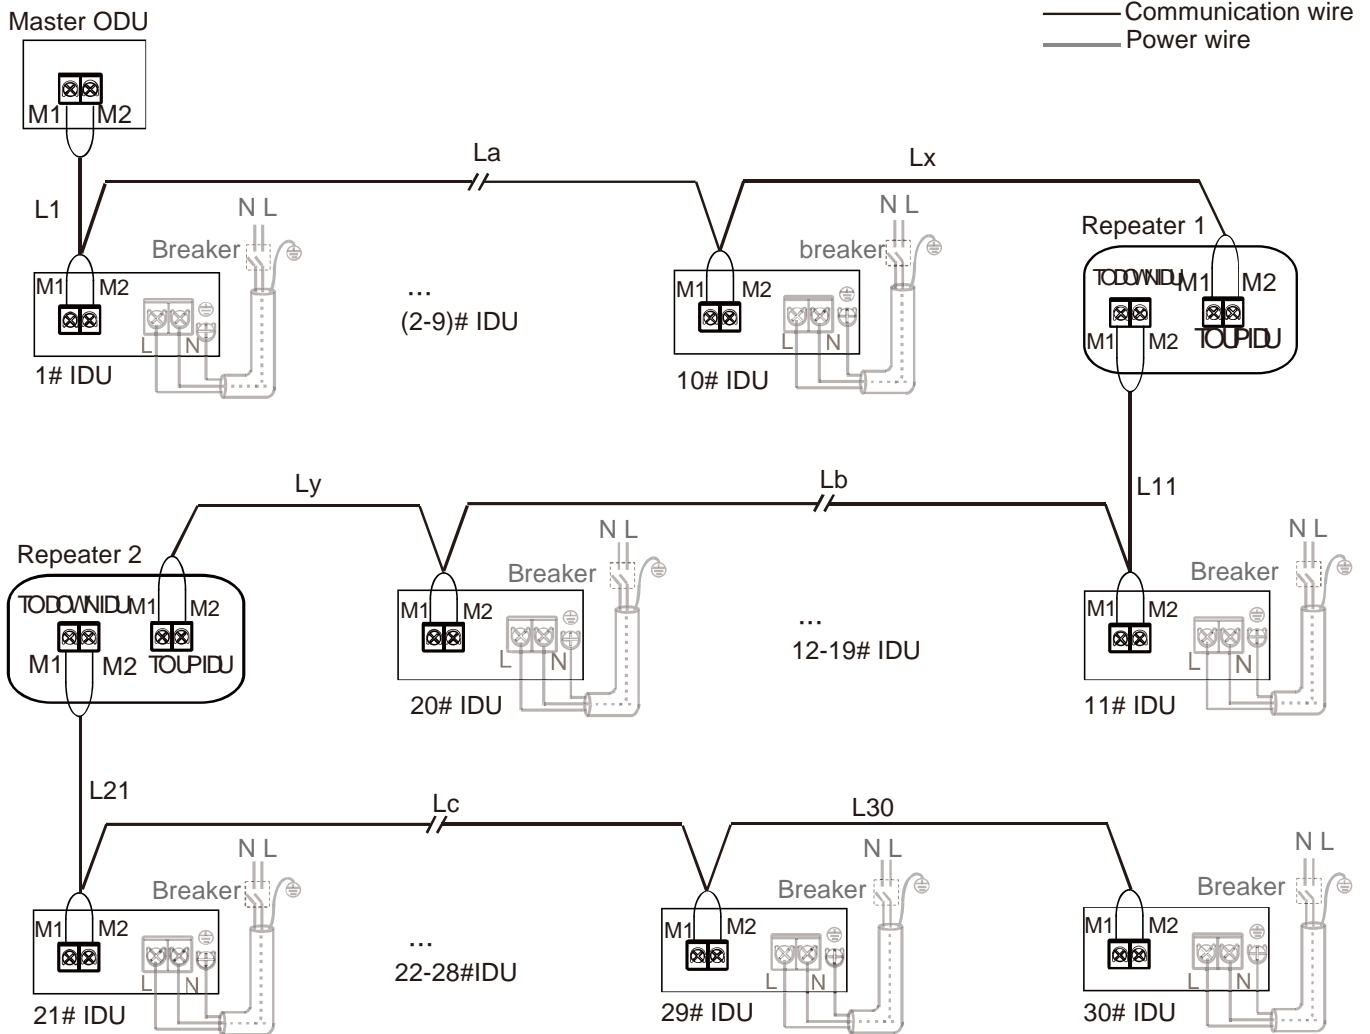 Communication wire
Power wire
Master ODU
M1 M2
La
Lx
L1
N L
N L
Breaker
breaker
Repeater 1
M1 M2
L N
...
(2-9)# IDU
M1 M2
L N
TODOWNIDU M1 M2
M1 M2 TOUPIDU
1# IDU
10# IDU
Ly
Lb
L11
N L
N L
Repeater 2
Breaker
Breaker
TODOWNIDU M1 M2
M1 M2 TOUPIDU
M1 M2
L N
...
12-19# IDU
M1 M2
L N
20# IDU
11# IDU
L21
Lc
L30
N L
N L
N L
Breaker
Breaker
Breaker
M1 M2
L N
...
22-28#IDU
M1 M2
L N
M1 M2
L N
21# IDU
29# IDU
30# IDU